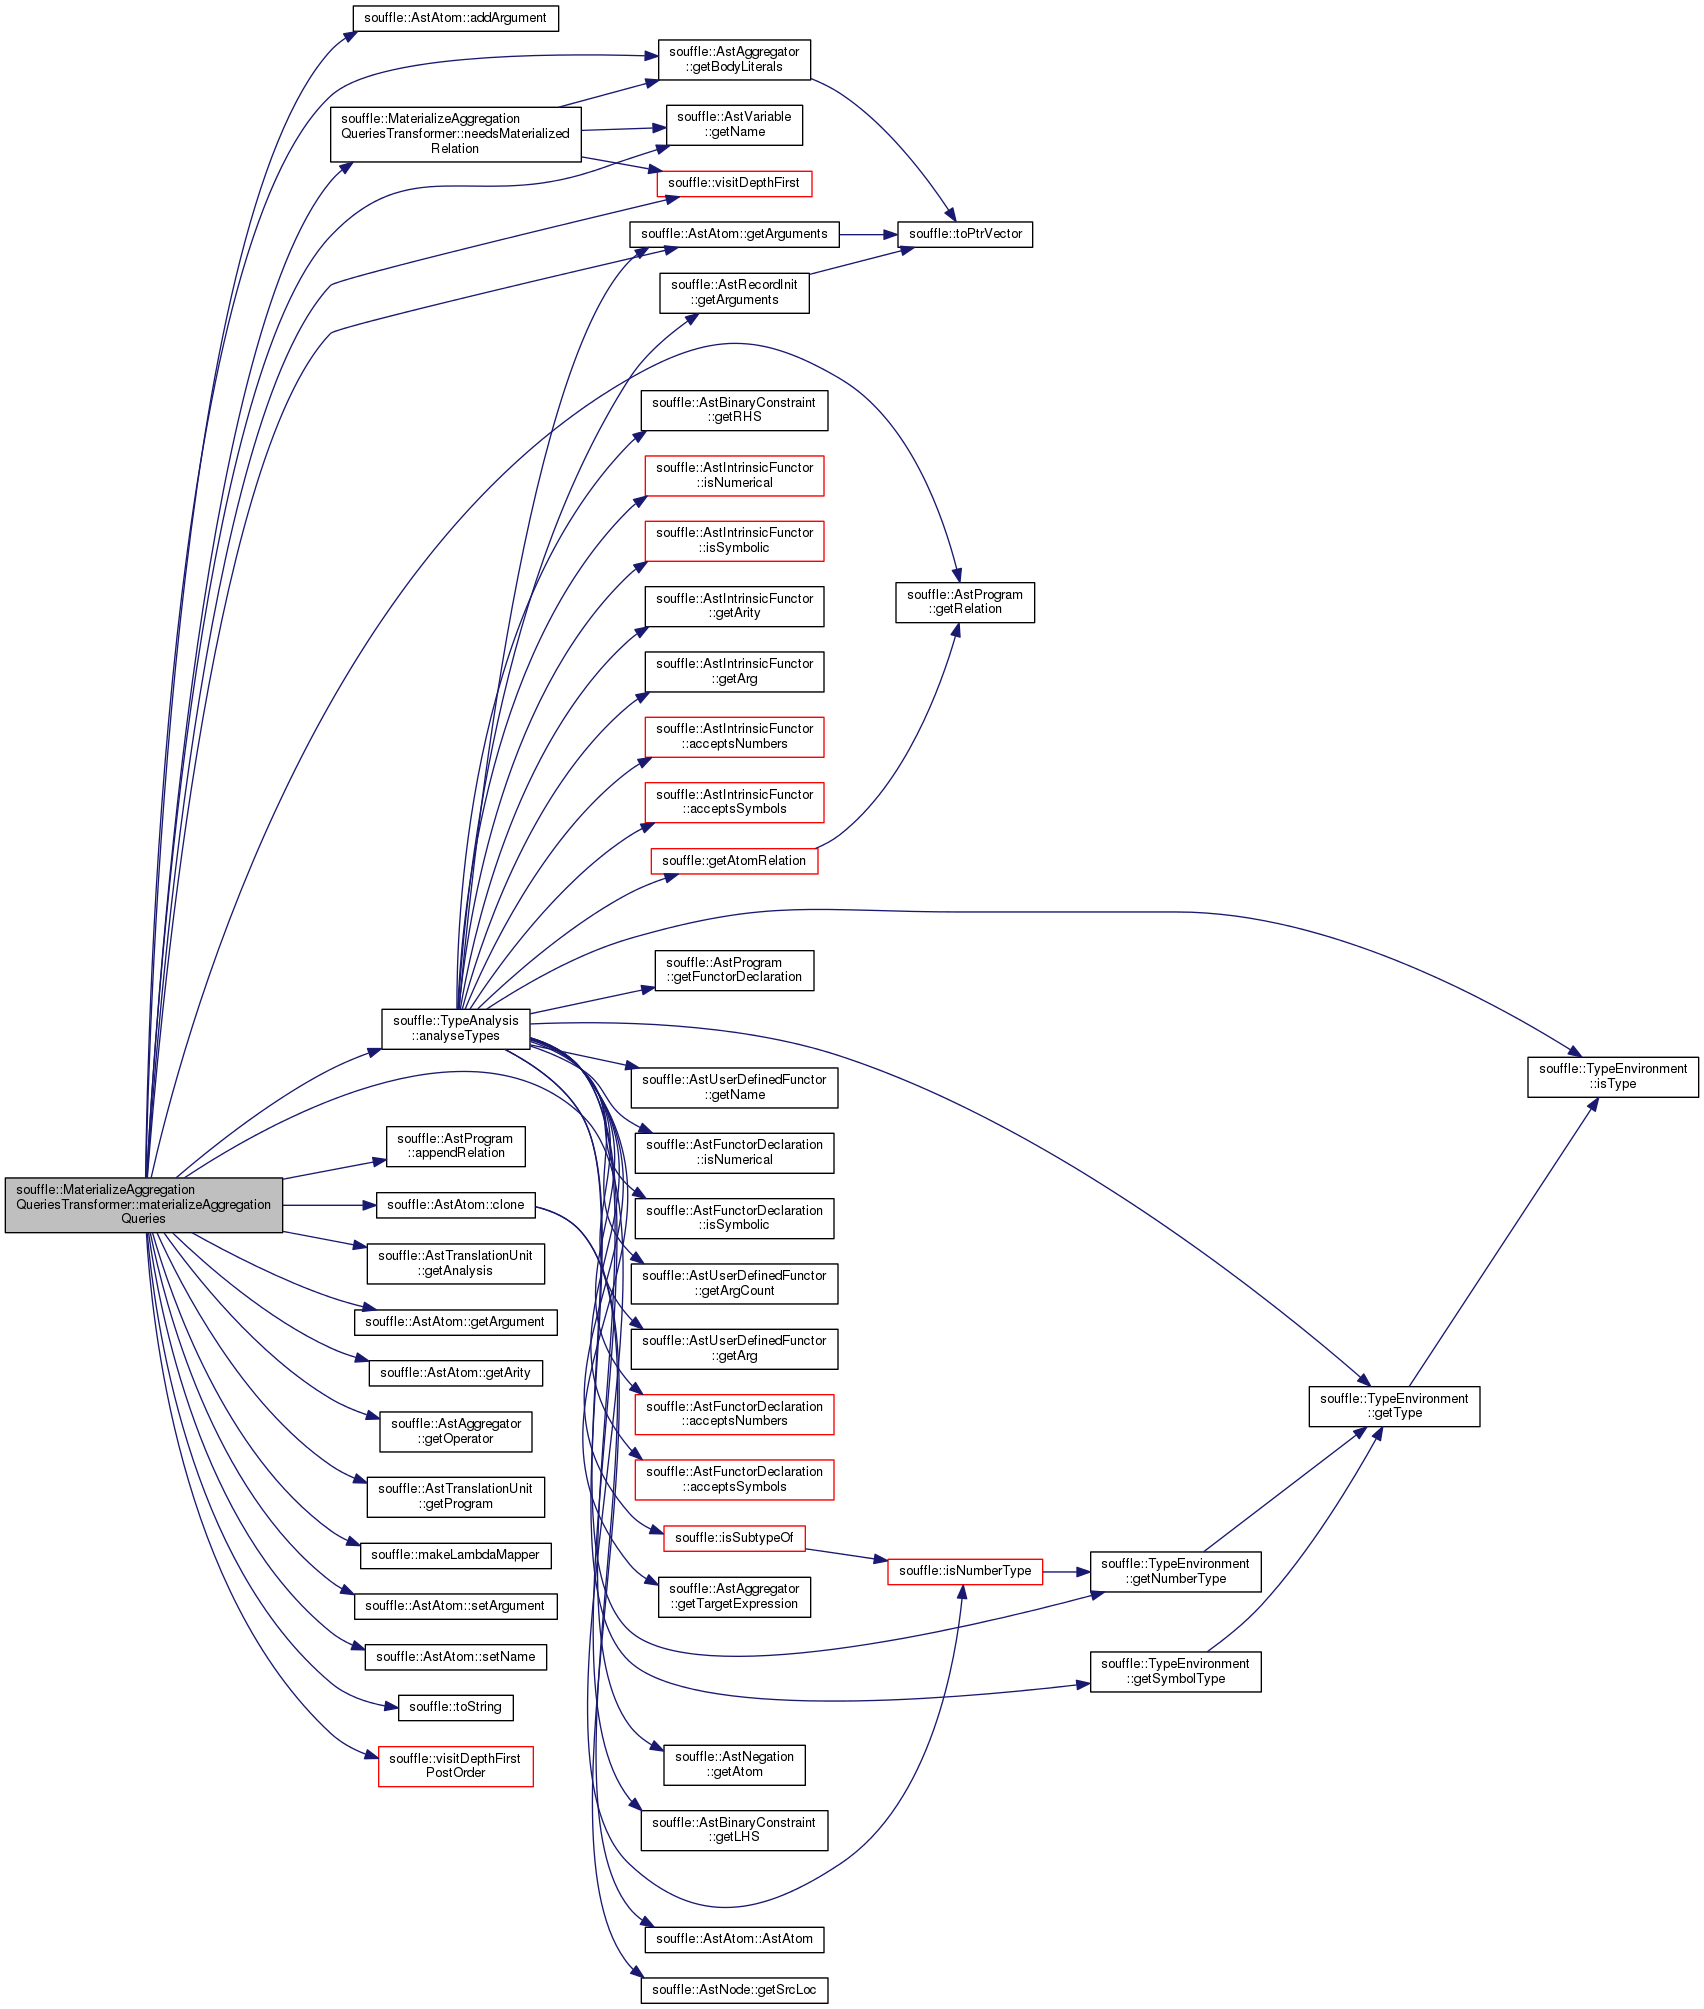 souffle::AstAtom::addArgument
souffle::AstAggregator
::getBodyLiterals
souffle::MaterializeAggregation
QueriesTransformer::needsMaterialized
Relation
souffle::AstVariable
::getName
souffle::visitDepthFirst
souffle::AstAtom::getArguments
souffle::toPtrVector
souffle::AstRecordInit
::getArguments
souffle::AstBinaryConstraint
::getRHS
souffle::AstIntrinsicFunctor
::isNumerical
souffle::AstIntrinsicFunctor
::isSymbolic
souffle::AstIntrinsicFunctor
::getArity
souffle::AstProgram
::getRelation
souffle::AstIntrinsicFunctor
::getArg
souffle::AstIntrinsicFunctor
::acceptsNumbers
souffle::AstIntrinsicFunctor
::acceptsSymbols
souffle::getAtomRelation
souffle::AstProgram
::getFunctorDeclaration
souffle::TypeAnalysis
::analyseTypes
souffle::TypeEnvironment
::isType
souffle::AstUserDefinedFunctor
::getName
souffle::AstProgram
::appendRelation
souffle::AstFunctorDeclaration
::isNumerical
souffle::MaterializeAggregation
QueriesTransformer::materializeAggregation
Queries
souffle::AstAtom::clone
souffle::AstFunctorDeclaration
::isSymbolic
souffle::AstTranslationUnit
::getAnalysis
souffle::AstUserDefinedFunctor
::getArgCount
souffle::AstAtom::getArgument
souffle::AstUserDefinedFunctor
::getArg
souffle::AstAtom::getArity
souffle::AstFunctorDeclaration
::acceptsNumbers
souffle::TypeEnvironment
::getType
souffle::AstAggregator
::getOperator
souffle::AstFunctorDeclaration
::acceptsSymbols
souffle::AstTranslationUnit
::getProgram
souffle::isSubtypeOf
souffle::makeLambdaMapper
souffle::isNumberType
souffle::TypeEnvironment
::getNumberType
souffle::AstAggregator
::getTargetExpression
souffle::AstAtom::setArgument
souffle::AstAtom::setName
souffle::TypeEnvironment
::getSymbolType
souffle::toString
souffle::visitDepthFirst
PostOrder
souffle::AstNegation
::getAtom
souffle::AstBinaryConstraint
::getLHS
souffle::AstAtom::AstAtom
souffle::AstNode::getSrcLoc